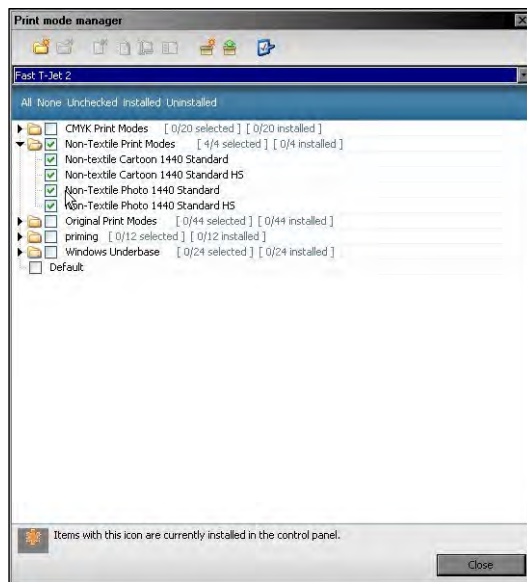 Print mode manager
Fast T-Jet 2
All None Unchecked Installed Uninstalled
CMYK Print Modes [ 0/20 selected ] [ 0/20 installed ]
Non-Textile Print Modes [ 4/4 selected ] [ 0/4 installed ]
Non-textile Cartoon 1440 Standard
Non-textile Cartoon 1440 Standard HS
Non-Textile Photo 1440 Standard
Non-Textile Photo 1440 Standard HS
Original Print Modes [ 0/44 selected ] [ 0/44 installed ]
priming [ 0/12 selected ] [ 0/12 installed ]
Windows Underbase [ 0/24 selected ] [ 0/24 installed ]
Default
Items with this icon are currently installed in the control panel.
Close